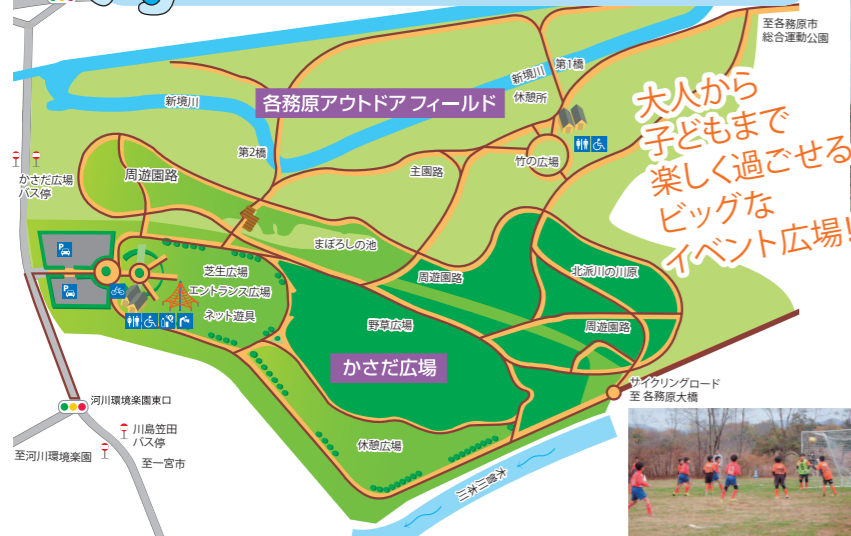 至各務原市
総合運動公園
第1橋
新境川
休憩所
新境川
各務原アウトドアフィールド
大人から
子どもまで
楽しく過ごせる
ビッグな
イベント広場!
第2橋
竹の広場
主園路
周遊園路
かさだ広場
バス停
まぼろしの池
芝生広場
周遊園路
北派川の川原
P
エントランス広場
P
ネット遊具
野草広場
周遊園路
かさだ広場
サイクリングロード
至 各務原大橋
河川環境楽園東口
川島笠田
バス停
休憩広場
至河川環境楽園
至一宮市
木曽川本川